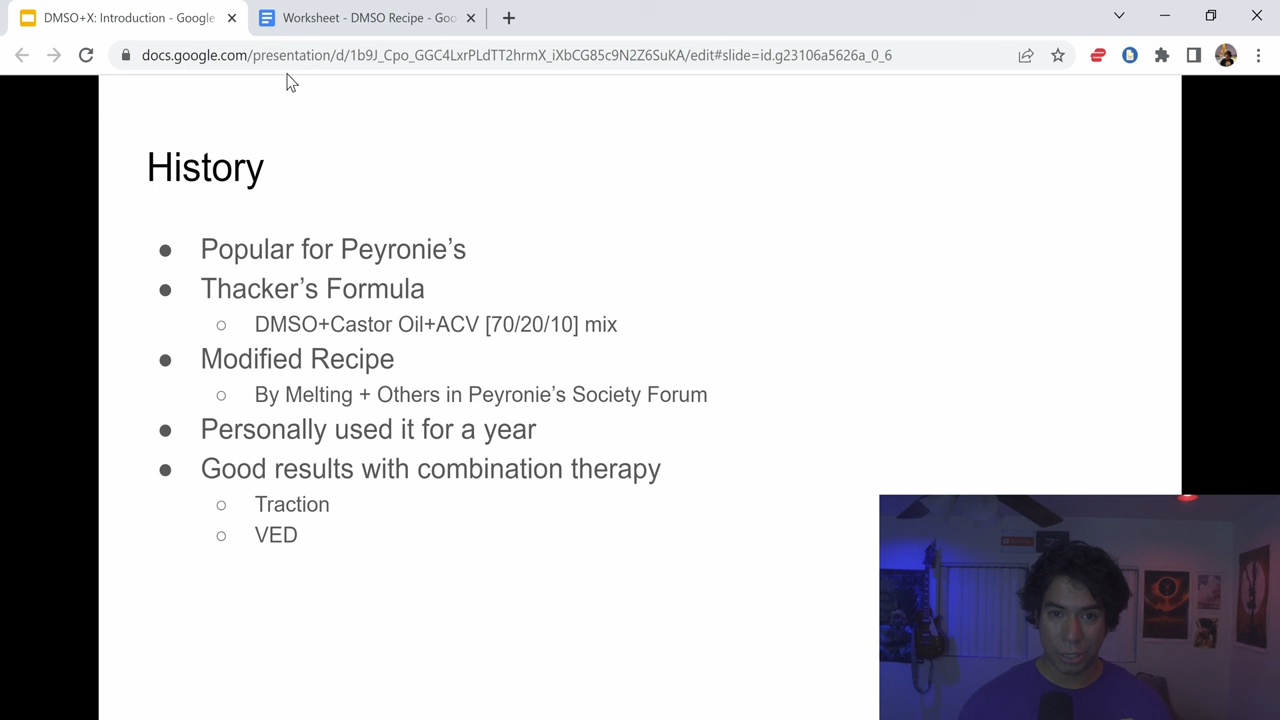 DMSO+X: Introduction - Google
Worksheet - DMSO Recipe - Goo
docs.google.com/presentation/d/1b9J_Cpo_GGC4LxrPLdTT2hrmX_iXbCG85c9N2Z6SuKA/edit#slide=id.g23106a5626a_0_6
History
● Popular for Peyronie’s
● Thacker’s Formula
○ DMSO+Castor Oil+ACV [70/20/10] mix
● Modified Recipe
○ By Melting + Others in Peyronie’s Society Forum
● Personally used it for a year
● Good results with combination therapy
○ Traction
○ VED